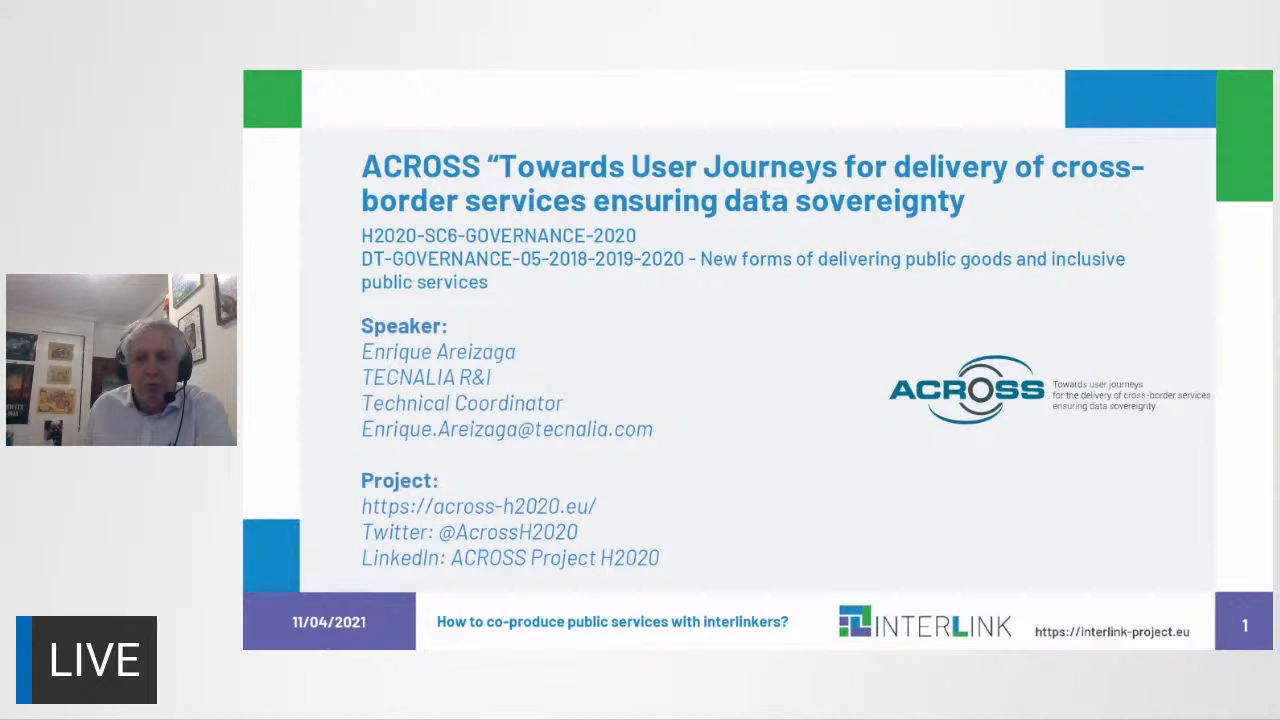 ACROSS “Towards User Journeys for delivery of cross-
border services ensuring data sovereignty
H2020-SC6-GOVERNANCE-2020
DT-GOVERNANCE-05-2018-2019-2020 - New forms of delivering public goods and inclusive
public services
Speaker:
Enrique Areizaga
TECNALIA R&I
Technical Coordinator
Enrique.Areizaga@tecnalia.com
ACROSS
Towards user journeys
for the delivery of cross-border services
ensuring data sovereignty
Project:
https://across-h2020.eu/
Twitter: @AcrossH2020
LinkedIn: ACROSS Project H2020
11/04/2021
How to co-produce public services with interlinkers?
INTERLINK
https://interlink-project.eu
1
LIVE